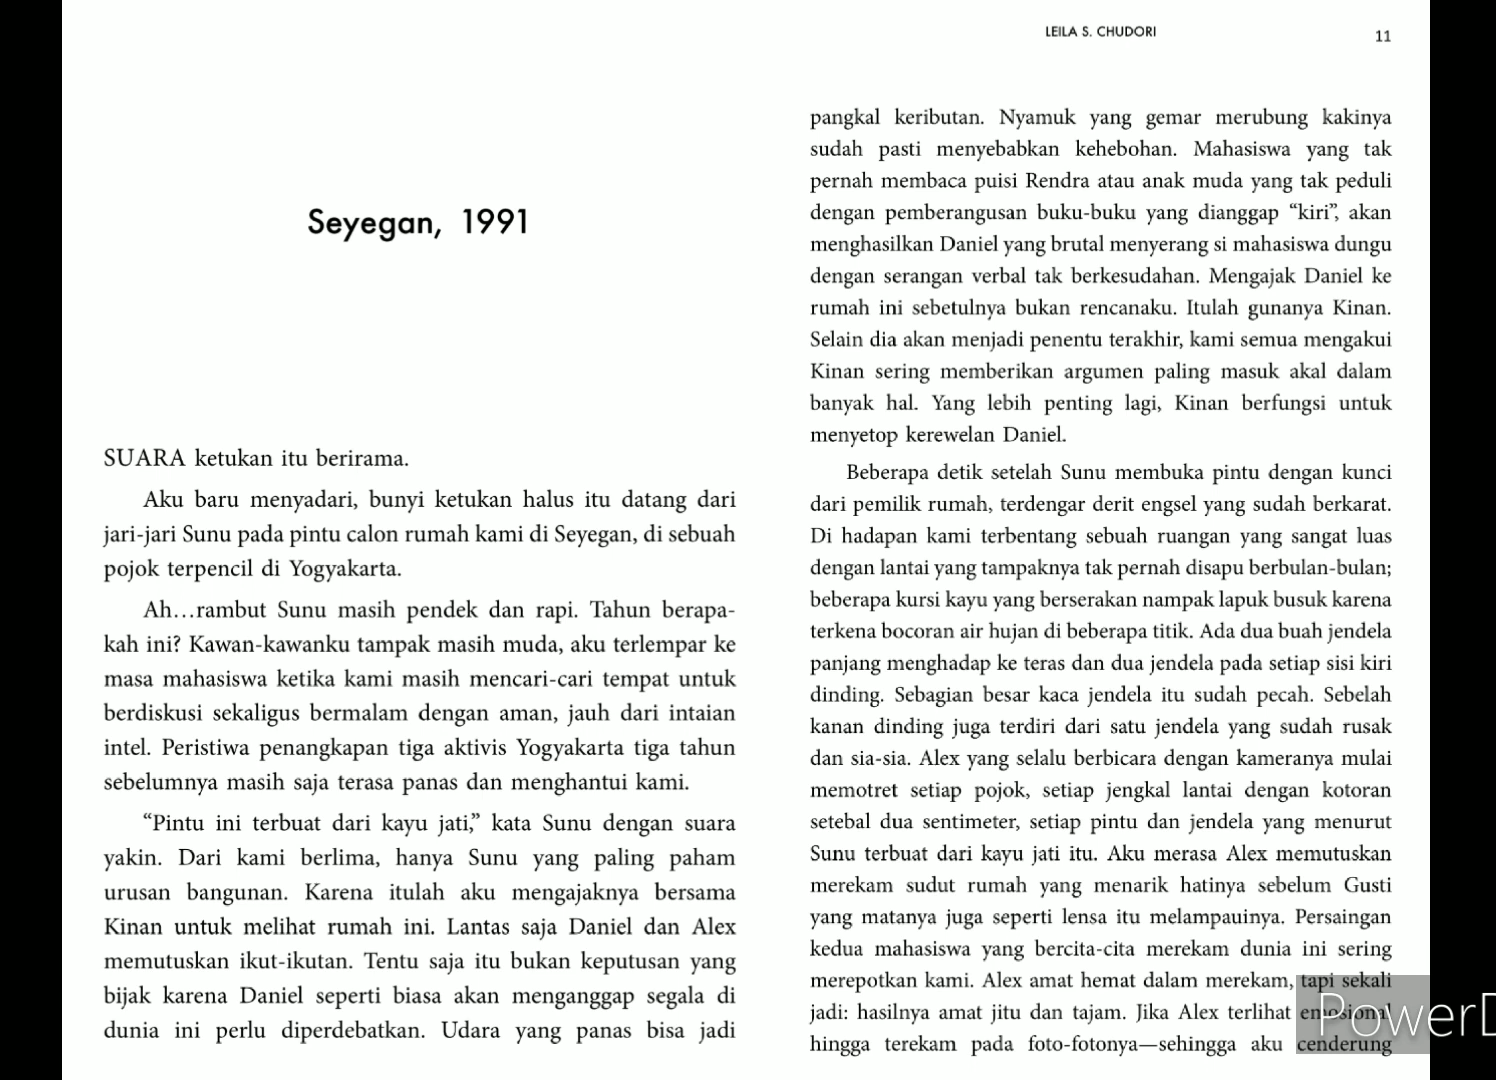 Seyegan, 1991
SUARA ketukan itu berirama.
Aku baru menyadari, bunyi ketukan halus itu datang dari
jari-jari Sunu pada pintu calon rumah kami di Seyegan, di sebuah
pojok terpencil di Yogyakarta.
Ah…rambut Sunu masih pendek dan rapi. Tahun berapa-
kah ini? Kawan-kawanku tampak masih muda, aku terlempar ke
masa mahasiswa ketika kami masih mencari-cari tempat untuk
berdiskusi sekaligus bermalam dengan aman, jauh dari intaian
intel. Peristiwa penangkapan tiga aktivis Yogyakarta tiga tahun
sebelumnya masih saja terasa panas dan menghantui kami.
“Pintu ini terbuat dari kayu jati,” kata Sunu dengan suara
yakin. Dari kami berlima, hanya Sunu yang paling paham
urusan bangunan. Karena itulah aku mengajaknya bersama
Kinan untuk melihat rumah ini. Lantas saja Daniel dan Alex
memutuskan ikut-ikutan. Tentu saja itu bukan keputusan yang
bijak karena Daniel seperti biasa akan menganggap segala di
dunia ini perlu diperdebatkan. Udara yang panas bisa jadi
LEILA S. CHUDORI
11
pangkal keributan. Nyamuk yang gemar merubung kakinya
sudah pasti menyebabkan kehebohan. Mahasiswa yang tak
pernah membaca puisi Rendra atau anak muda yang tak peduli
dengan pemberangusan buku-buku yang dianggap “kiri”, akan
menghasilkan Daniel yang brutal menyerang si mahasiswa dungu
dengan serangan verbal tak berkesudahan. Mengajak Daniel ke
rumah ini sebetulnya bukan rencanaku. Itulah gunanya Kinan.
Selain dia akan menjadi penentu terakhir, kami semua mengakui
Kinan sering memberikan argumen paling masuk akal dalam
banyak hal. Yang lebih penting lagi, Kinan berfungsi untuk
menyetop kerewelan Daniel.
Beberapa detik setelah Sunu membuka pintu dengan kunci
dari pemilik rumah, terdengar derit engsel yang sudah berkarat.
Di hadapan kami terbentang sebuah ruangan yang sangat luas
dengan lantai yang tampaknya tak pernah disapu berbulan-bulan;
beberapa kursi kayu yang berserakan nampak lapuk busuk karena
terkena bocoran air hujan di beberapa titik. Ada dua buah jendela
panjang menghadap ke teras dan dua jendela pada setiap sisi kiri
dinding. Sebagian besar kaca jendela itu sudah pecah. Sebelah
kanan dinding juga terdiri dari satu jendela yang sudah rusak
dan sia-sia. Alex yang selalu berbicara dengan kameranya mulai
memotret setiap pojok, setiap jengkal lantai dengan kotoran
setebal dua sentimeter, setiap pintu dan jendela yang menurut
Sunu terbuat dari kayu jati itu. Aku merasa Alex memutuskan
merekam sudut rumah yang menarik hatinya sebelum Gusti
yang matanya juga seperti lensa itu melampauinya. Persaingan
kedua mahasiswa yang bercita-cita merekam dunia ini sering
merepotkan kami. Alex amat hemat dalam merekam, tapi sekali
jadi: hasilnya amat jitu dan tajam. Jika Alex terlihat emosional
hingga terekam pada foto-fotonya—sehingga aku cenderung
PowerD